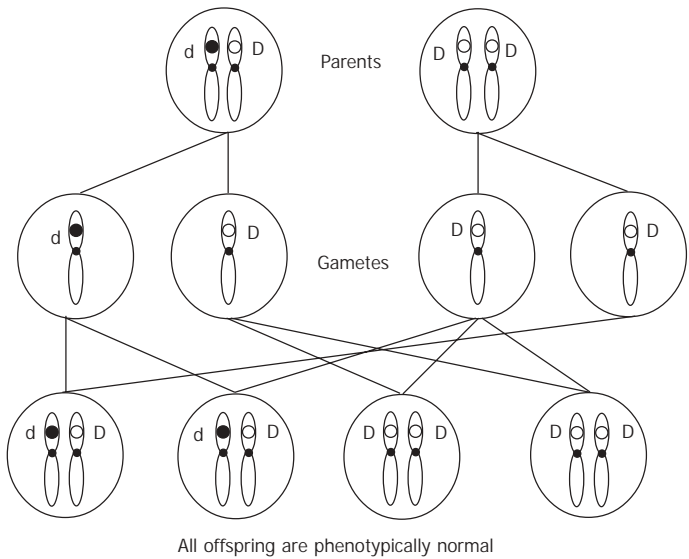 d D Parents D D
d D Gametes D D
d D d D D D D D
All offspring are phenotypically normal